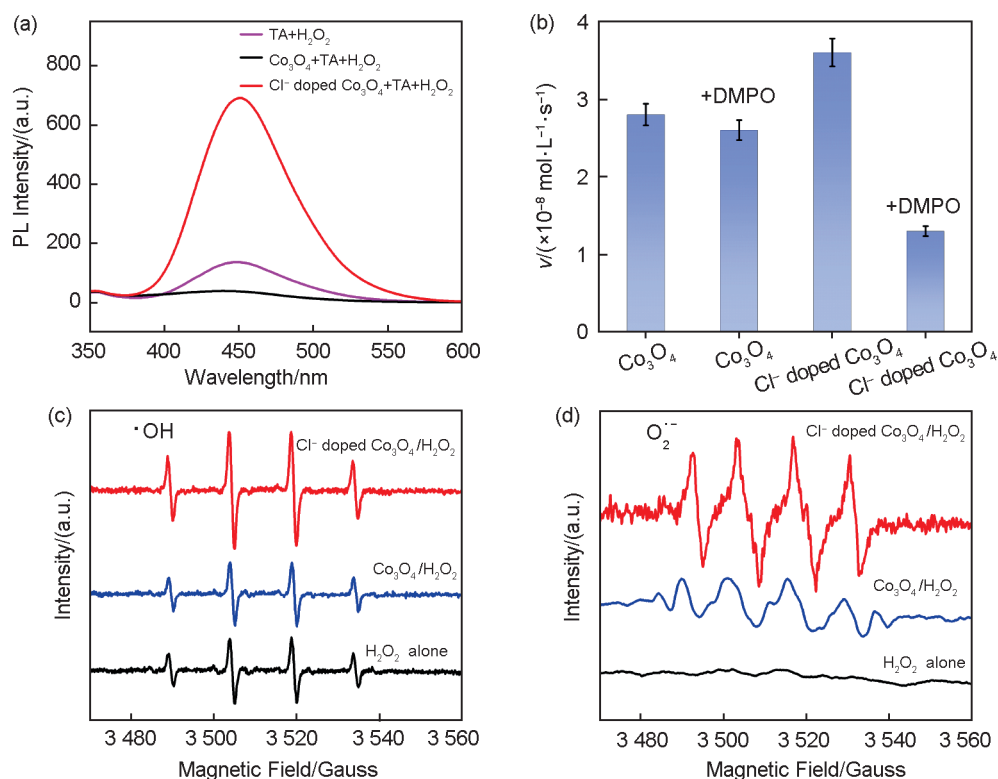 (a)
TA+H₂O₂
Co₃O₄+TA+H₂O₂
Cl⁻ doped Co₃O₄+TA+H₂O₂
PL Intensity/(a.u.)
800
600
400
200
0
350 400 450 500 550 600
Wavelength/nm
(b)
v/(×10⁻⁸ mol·L⁻¹·s⁻¹)
4
3
2
1
0
+DMPO
+DMPO
Co₃O₄
Co₃O₄
Cl⁻ doped Co₃O₄
Cl⁻ doped Co₃O₄
(c)
·OH
Cl⁻ doped Co₃O₄/H₂O₂
Co₃O₄/H₂O₂
H₂O₂ alone
Intensity/(a.u.)
3 480 3 500 3 520 3 540 3 560
Magnetic Field/Gauss
(d)
O₂·⁻
Cl⁻ doped Co₃O₄/H₂O₂
Co₃O₄/H₂O₂
H₂O₂ alone
Intensity/(a.u.)
3 480 3 500 3 520 3 540 3 560
Magnetic Field/Gauss